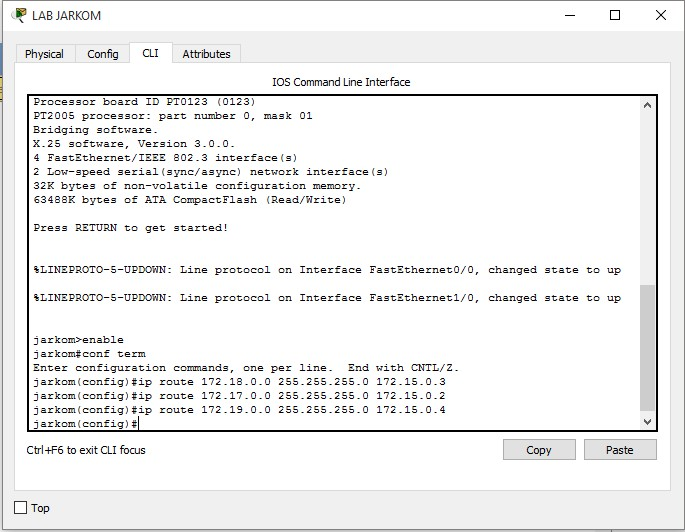 LAB JARKOM
Physical Config CLI Attributes
IOS Command Line Interface
Processor board ID PT0123 (0123)
PT2005 processor: part number 0, mask 01
Bridging software.
X.25 software, Version 3.0.0.
4 FastEthernet/IEEE 802.3 interface(s)
2 Low-speed serial(sync/async) network interface(s)
32K bytes of non-volatile configuration memory.
63488K bytes of ATA CompactFlash (Read/Write)
Press RETURN to get started!
%LINEPROTO-5-UPDOWN: Line protocol on Interface FastEthernet0/0, changed state to up
%LINEPROTO-5-UPDOWN: Line protocol on Interface FastEthernet1/0, changed state to up
jarkom>enable
jarkom#conf term
Enter configuration commands, one per line.  End with CNTL/Z.
jarkom(config)#ip route 172.18.0.0 255.255.255.0 172.15.0.3
jarkom(config)#ip route 172.17.0.0 255.255.255.0 172.15.0.2
jarkom(config)#ip route 172.19.0.0 255.255.255.0 172.15.0.4
jarkom(config)#
Ctrl+F6 to exit CLI focus
Copy Paste
Top